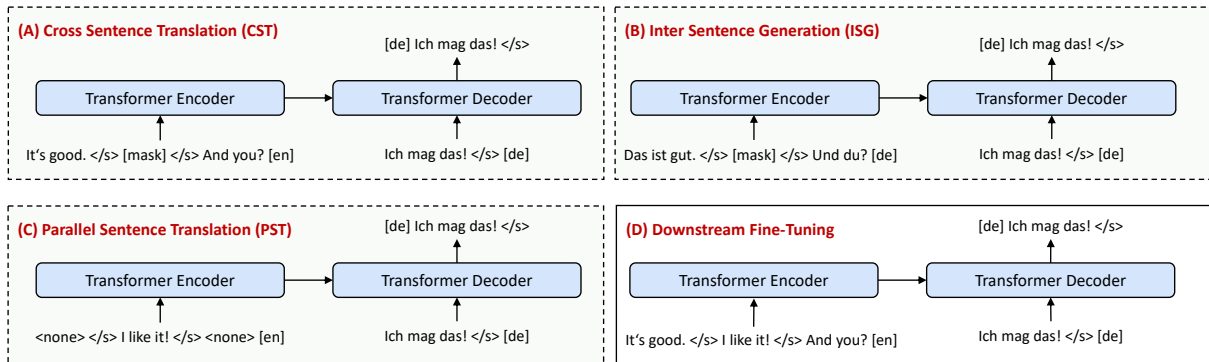 (A) Cross Sentence Translation (CST)
[de] Ich mag das! </s>
Transformer Encoder
Transformer Decoder
It‘s good. </s> [mask] </s> And you? [en]
Ich mag das! </s> [de]
(B) Inter Sentence Generation (ISG)
[de] Ich mag das! </s>
Transformer Encoder
Transformer Decoder
Das ist gut. </s> [mask] </s> Und du? [de]
Ich mag das! </s> [de]
(C) Parallel Sentence Translation (PST)
[de] Ich mag das! </s>
Transformer Encoder
Transformer Decoder
<none> </s> I like it! </s> <none> [en]
Ich mag das! </s> [de]
(D) Downstream Fine-Tuning
[de] Ich mag das! </s>
Transformer Encoder
Transformer Decoder
It‘s good. </s> I like it! </s> And you? [en]
Ich mag das! </s> [de]